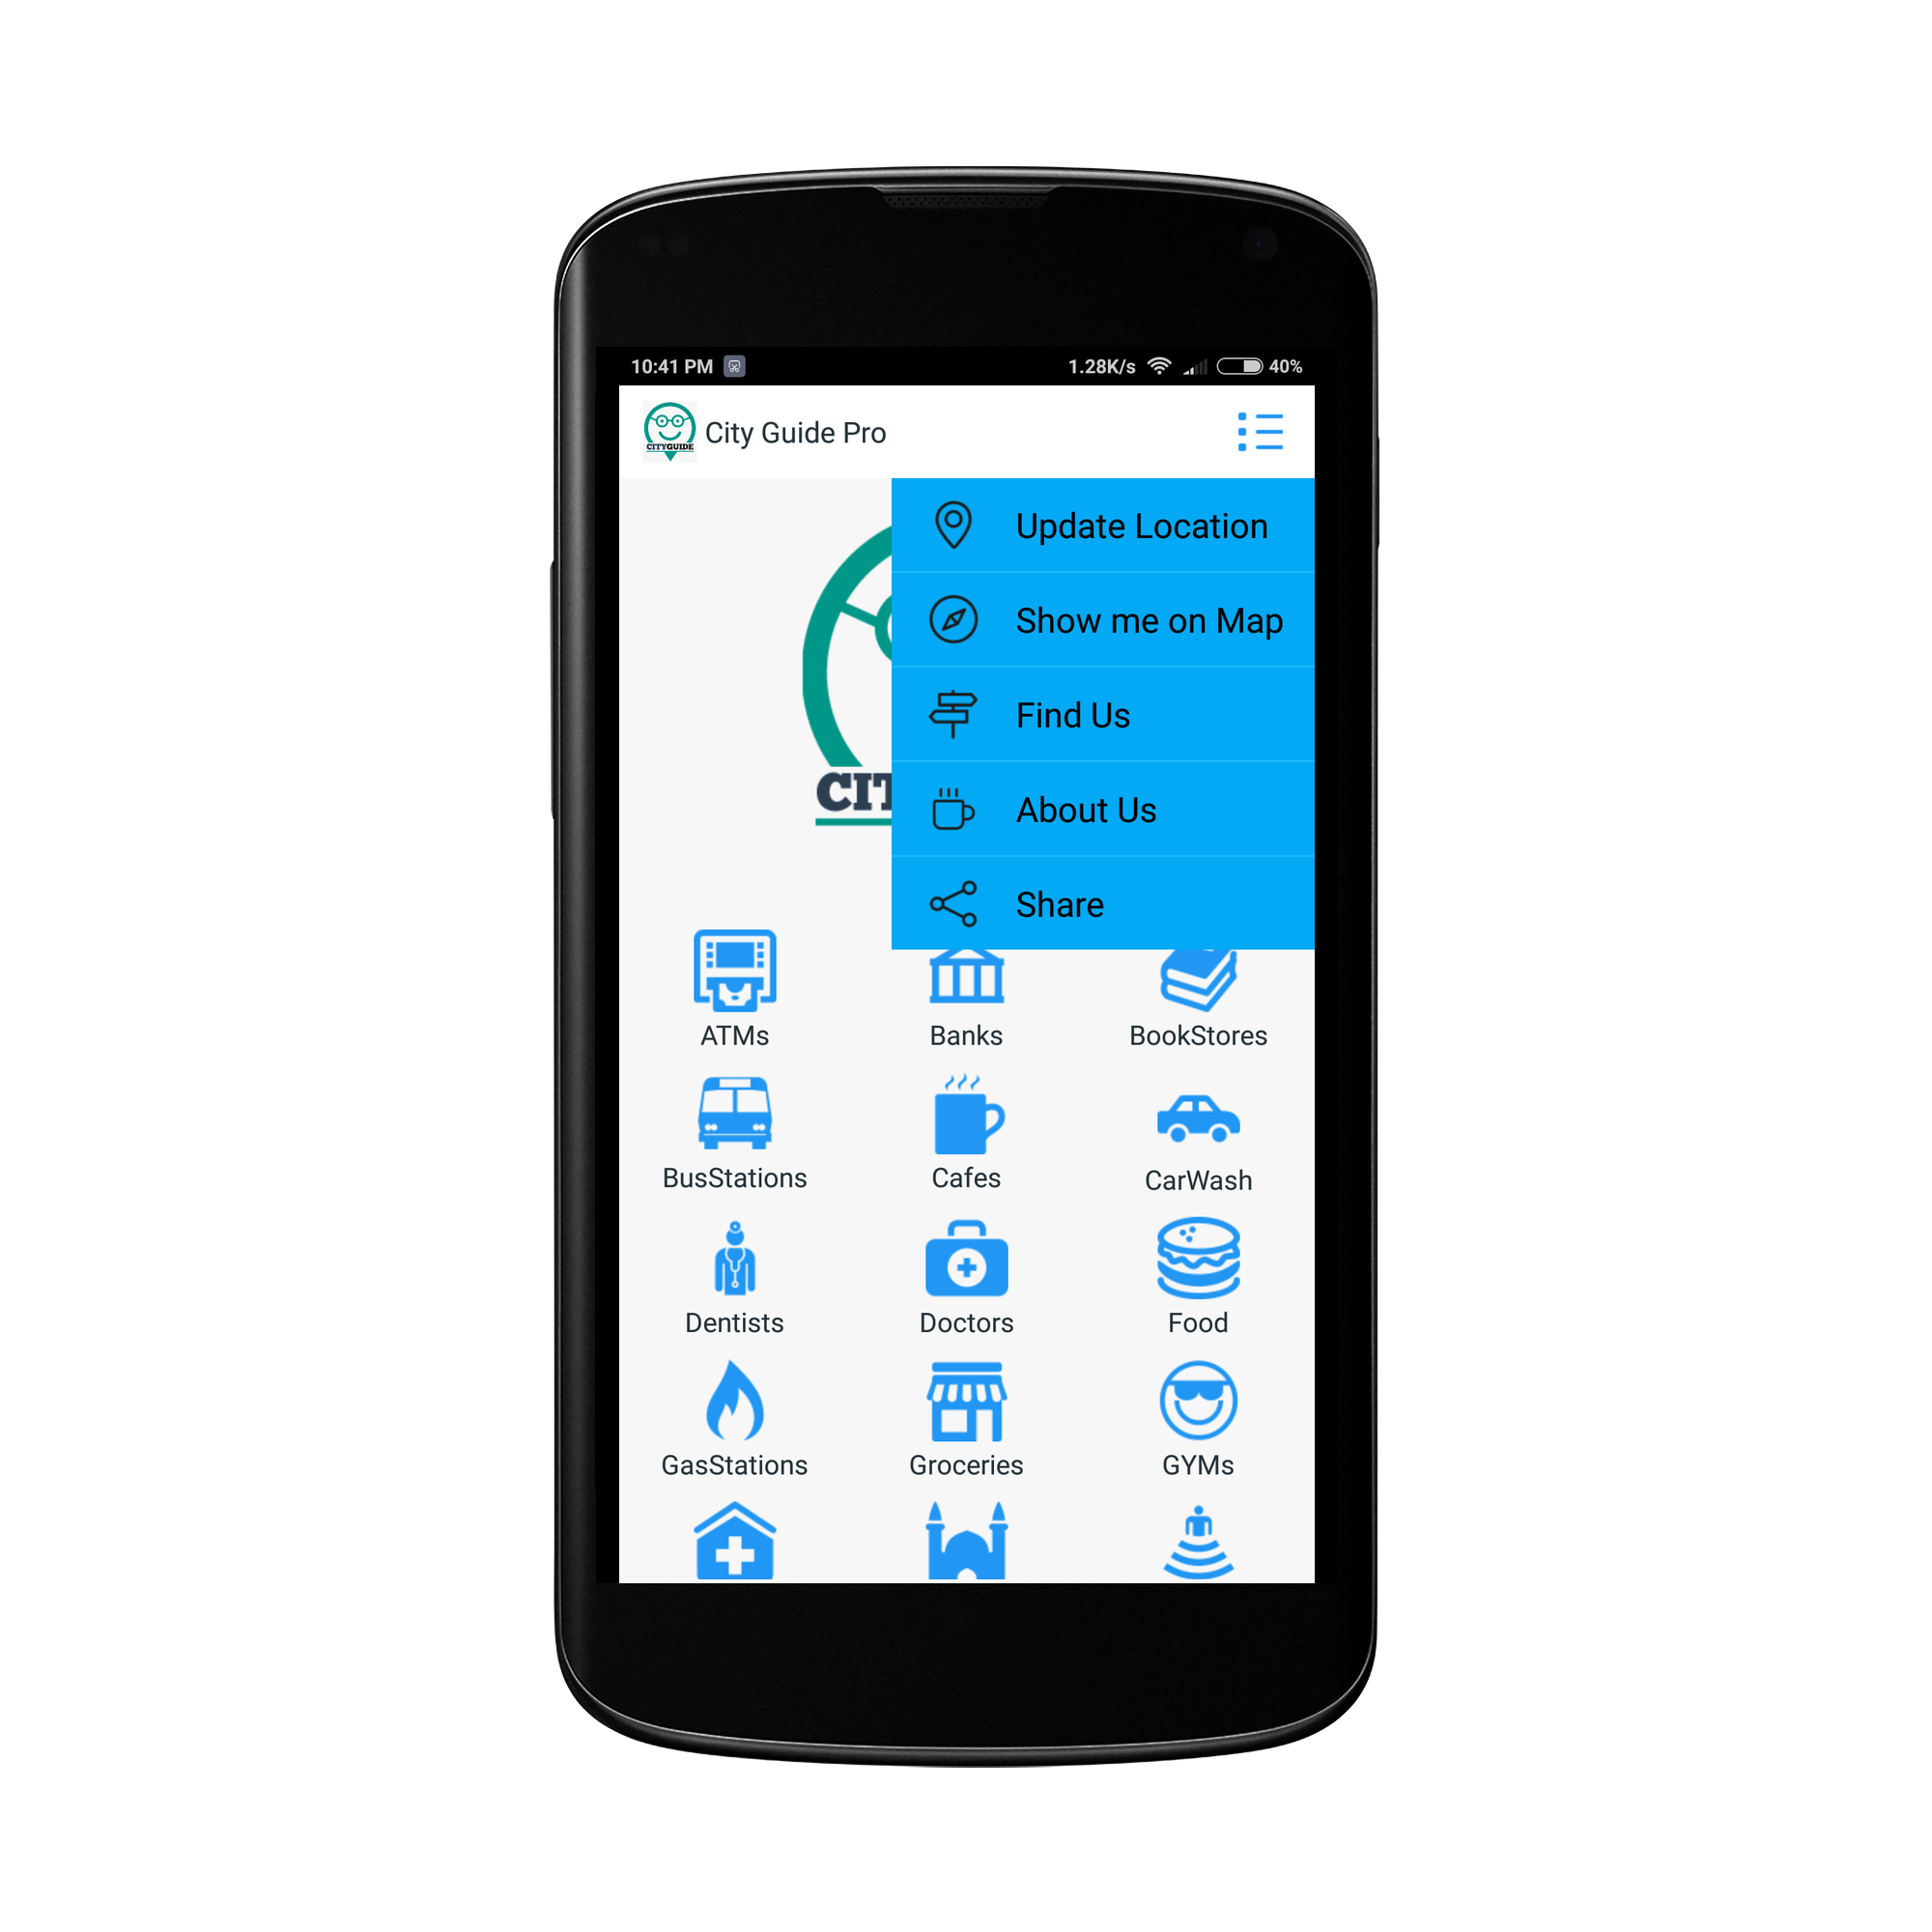 10:41 PM 1.28K/s 40%
CITYGUIDE City Guide Pro
Update Location
Show me on Map
Find Us
About Us
CIT
Share
ATMs Banks BookStores
BusStations Cafes CarWash
Dentists Doctors Food
GasStations Groceries GYMs